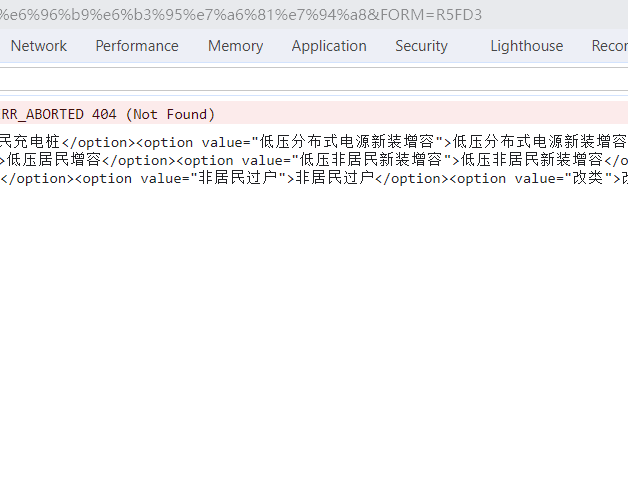 %e6%96%b9%e6%b3%95%e7%a6%81%e7%94%a8&FORM=R5FD3
Network Performance Memory Application Security Lighthouse Recor
RR_ABORTED 404 (Not Found)
民充电桩</option><option value="低压分布式电源新装增容">低压分布式电源新装增容
>低压居民增容</option><option value="低压非居民新装增容">低压非居民新装增容</o
</option><option value="非居民过户">非居民过户</option><option value="改类">改